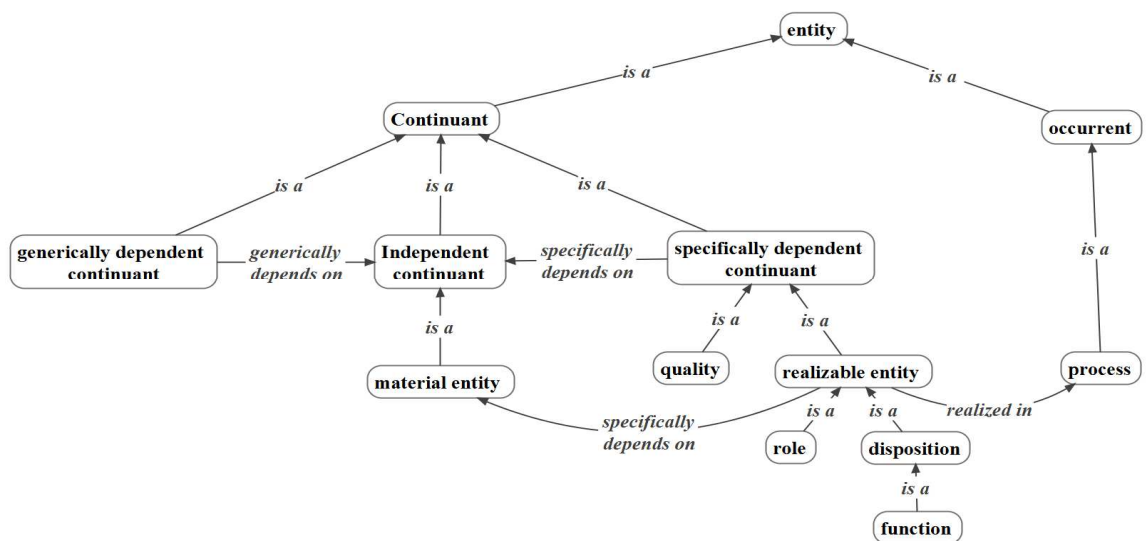 entity
is a
is a
Continuant
occurrent
is a
is a
is a
is a
generically dependent
continuant
generically
depends on
Independent
continuant
specifically
depends on
specifically dependent
continuant
is a
is a
is a
material entity
quality
realizable entity
process
specifically
depends on
is a
is a
realized in
role
disposition
is a
function